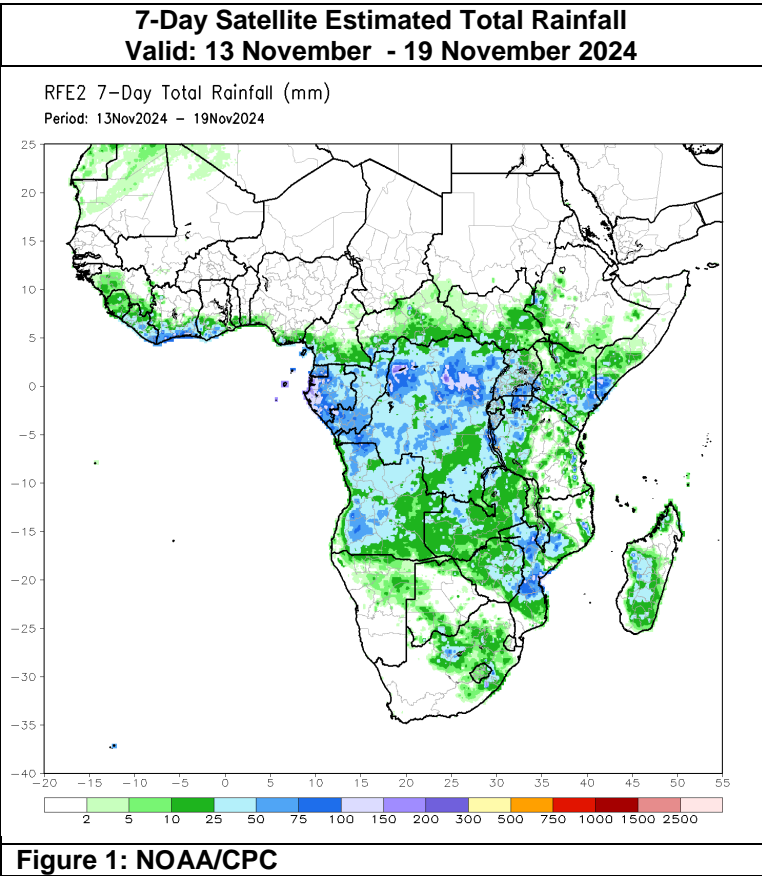 7-Day Satellite Estimated Total Rainfall
Valid: 13 November - 19 November 2024
RFE2 7-Day Total Rainfall (mm)
Period: 13Nov2024 - 19Nov2024
25
20
15
10
5
0
-5
-10
-15
-20
-25
-30
-35
-40
-20 -15 -10 -5 0 5 10 15 20 25 30 35 40 45 50 55
2 5 10 25 50 75 100 150 200 300 500 750 1000 1500 2500
Figure 1: NOAA/CPC